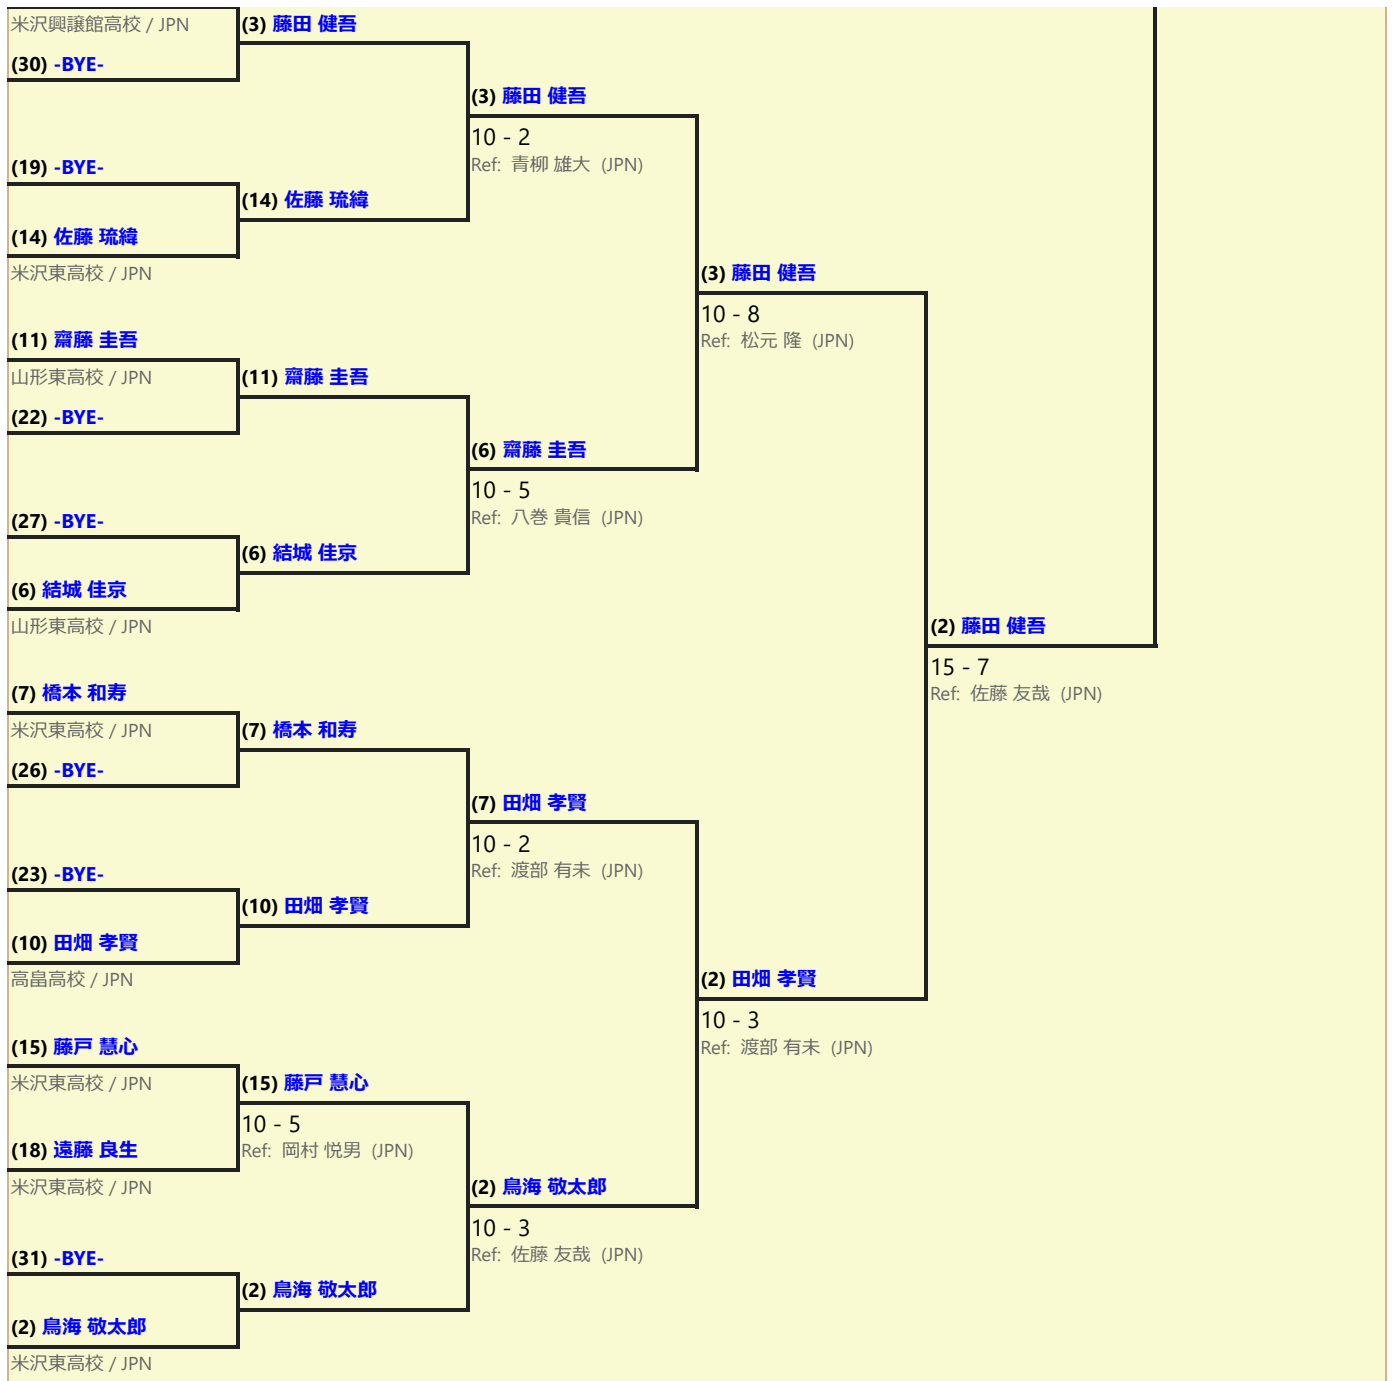 米沢興譲館高校 / JPN
(3) 藤田 健吾
(30) -BYE-
(3) 藤田 健吾
10 - 2
Ref: 青柳 雄大 (JPN)
(19) -BYE-
(14) 佐藤 琉緯
(14) 佐藤 琉緯
米沢東高校 / JPN
(3) 藤田 健吾
10 - 8
Ref: 松元 隆 (JPN)
(11) 齋藤 圭吾
山形東高校 / JPN
(11) 齋藤 圭吾
(22) -BYE-
(6) 齋藤 圭吾
10 - 5
Ref: 八巻 貴信 (JPN)
(27) -BYE-
(6) 結城 佳京
(6) 結城 佳京
山形東高校 / JPN
(2) 藤田 健吾
15 - 7
Ref: 佐藤 友哉 (JPN)
(7) 橋本 和寿
米沢東高校 / JPN
(7) 橋本 和寿
(26) -BYE-
(7) 田畑 孝賢
10 - 2
Ref: 渡部 有未 (JPN)
(23) -BYE-
(10) 田畑 孝賢
(10) 田畑 孝賢
高畠高校 / JPN
(2) 田畑 孝賢
10 - 3
Ref: 渡部 有未 (JPN)
(15) 藤戸 慧心
米沢東高校 / JPN
(15) 藤戸 慧心
10 - 5
Ref: 岡村 悦男 (JPN)
(18) 遠藤 良生
米沢東高校 / JPN
(2) 鳥海 敬太郎
10 - 3
Ref: 佐藤 友哉 (JPN)
(31) -BYE-
(2) 鳥海 敬太郎
(2) 鳥海 敬太郎
米沢東高校 / JPN